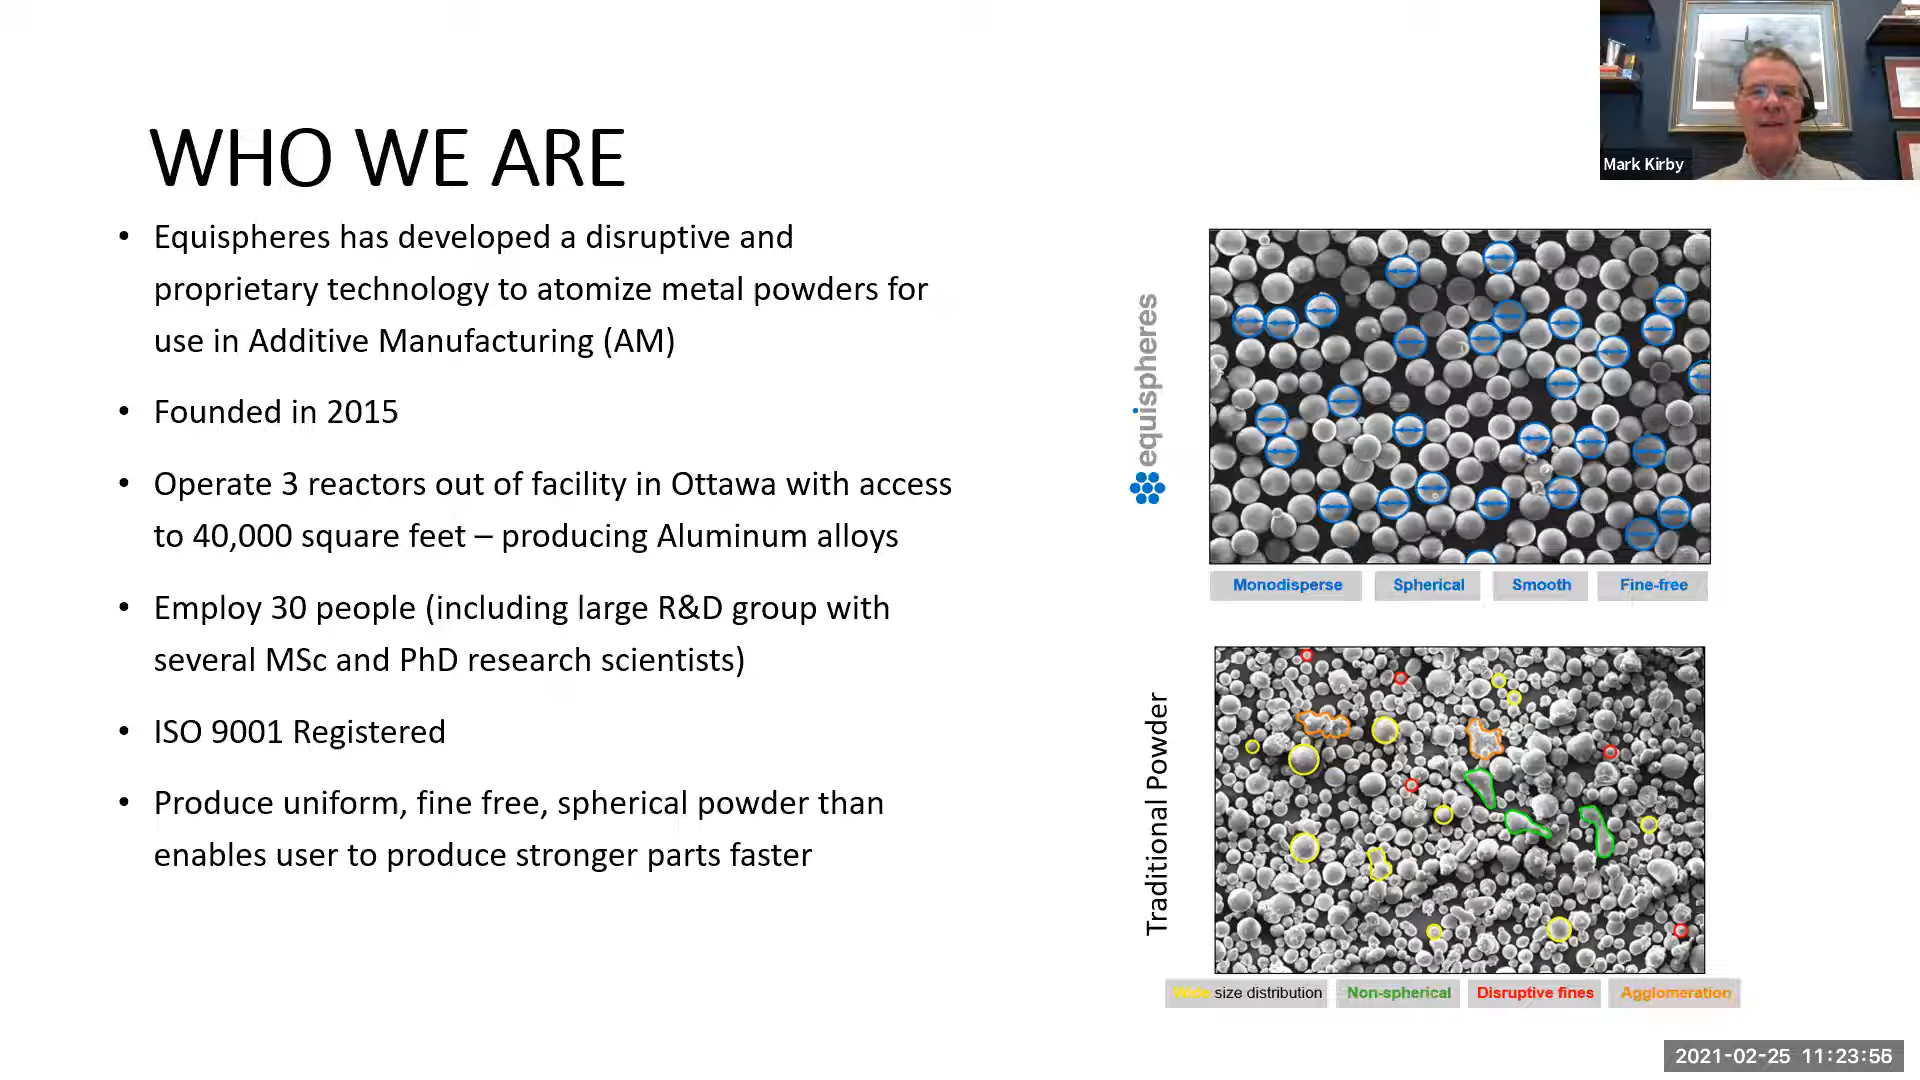 Mark Kirby
WHO WE ARE
• Equispheres has developed a disruptive and
proprietary technology to atomize metal powders for
use in Additive Manufacturing (AM)
• Founded in 2015
• Operate 3 reactors out of facility in Ottawa with access
to 40,000 square feet – producing Aluminum alloys
• Employ 30 people (including large R&D group with
several MSc and PhD research scientists)
• ISO 9001 Registered
• Produce uniform, fine free, spherical powder than
enables user to produce stronger parts faster
equispheres
Monodisperse Spherical Smooth Fine-free
Traditional Powder
Wide size distribution Non-spherical Disruptive fines Agglomeration
2021-02-25 11:23:56